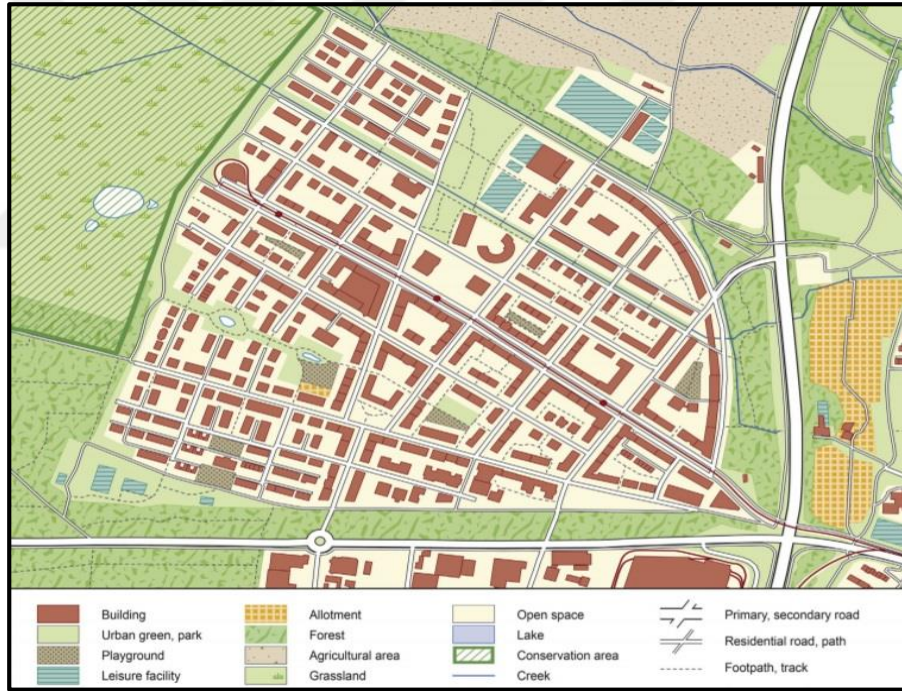 Building
Urban green, park
Playground
Leisure facility
Allotment
Forest
Agricultural area
Grassland
Open space
Lake
Conservation area
Creek
Primary, secondary road
Residential road, path
Footpath, track